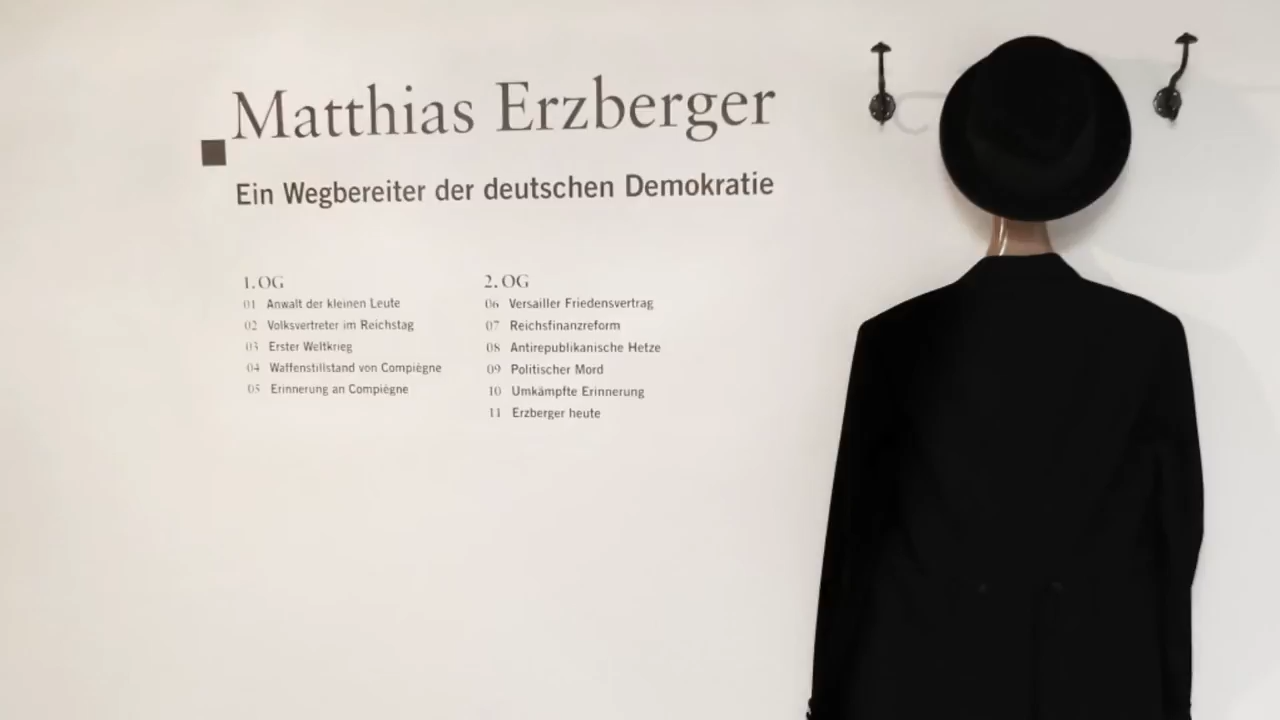 Matthias Erzberger
Ein Wegbereiter der deutschen Demokratie
1. OG
01 Anwalt der kleinen Leute
02 Volksvertreter im Reichstag
03 Erster Weltkrieg
04 Waffenstillstand von Compiègne
05 Erinnerung an Compiègne
2. OG
06 Versailler Friedensvertrag
07 Reichsfinanzreform
08 Antirepublikanische Hetze
09 Politischer Mord
10 Umkämpfte Erinnerung
11 Erzberger heute